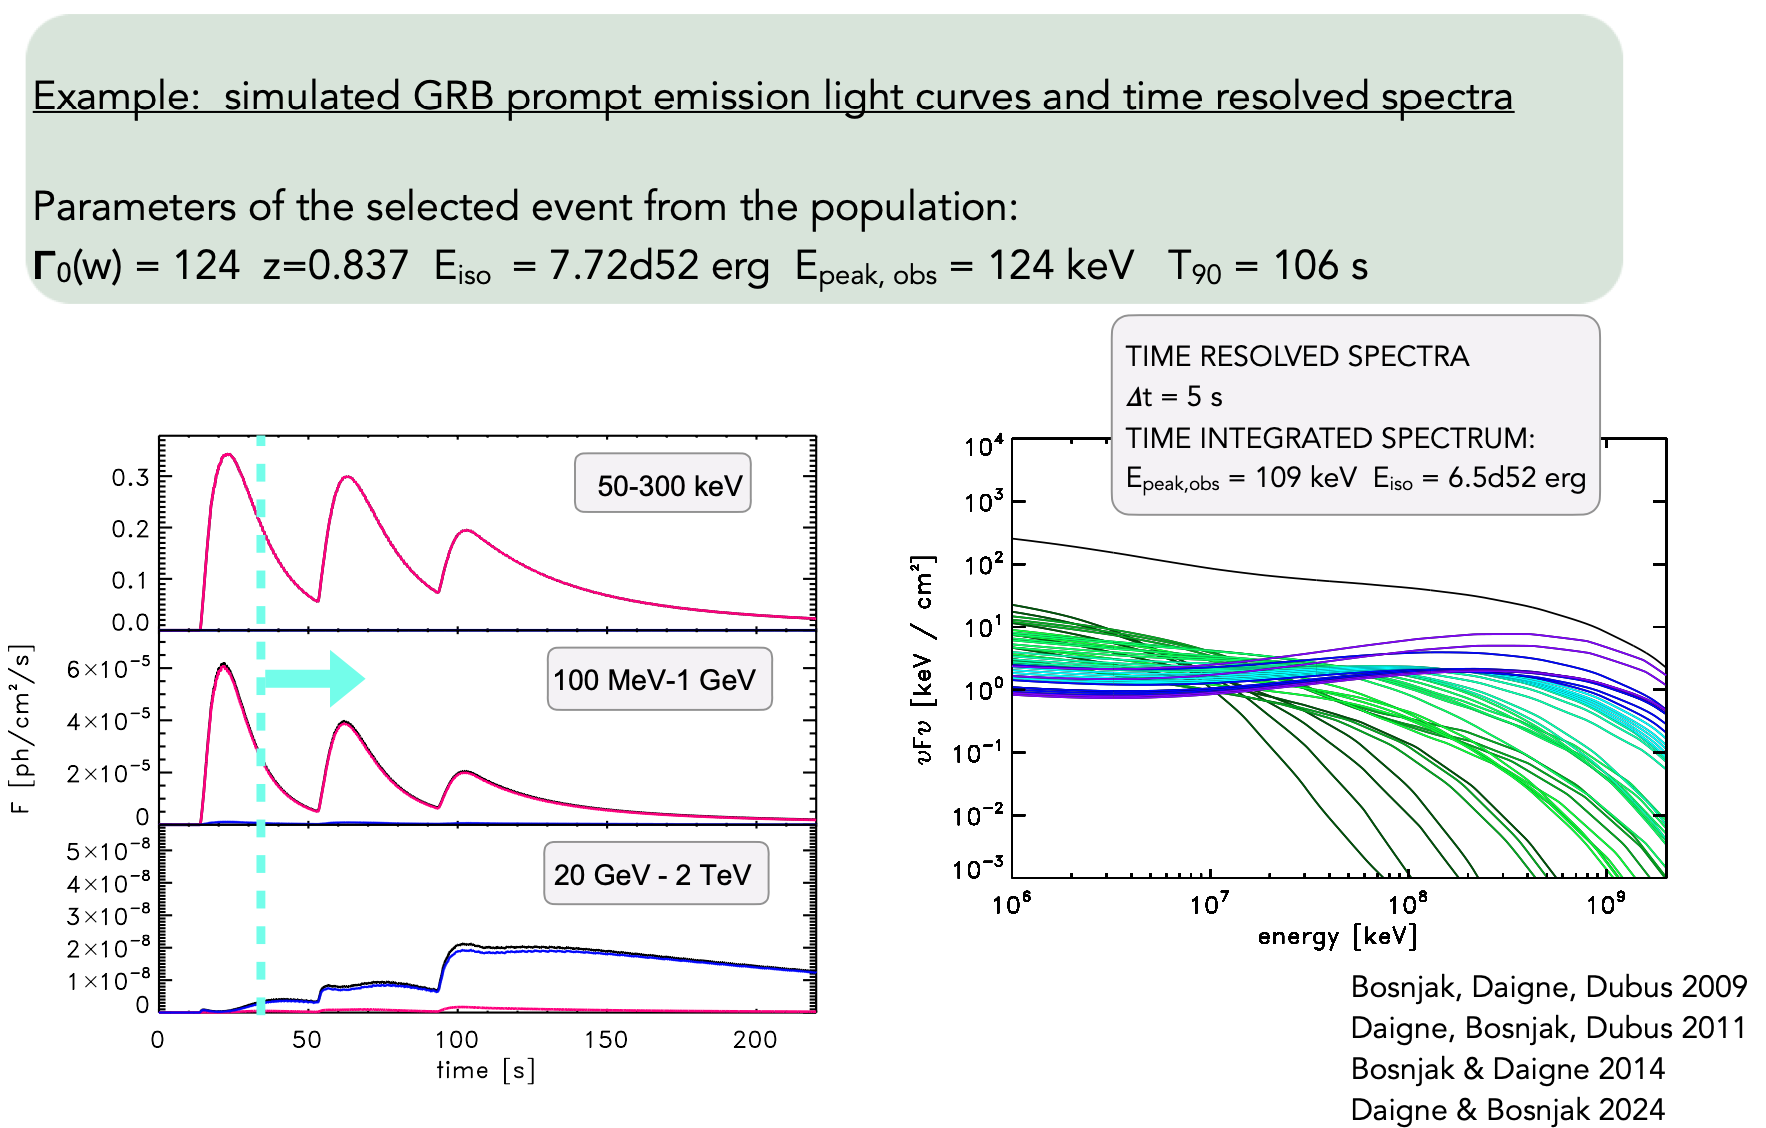 Example:  simulated GRB prompt emission light curves and time resolved spectra
Parameters of the selected event from the population:
Γ₀(w) = 124  z=0.837  E_iso  = 7.72d52 erg  E_peak, obs = 124 keV   T₉₀ = 106 s
TIME RESOLVED SPECTRA
Δt = 5 s
TIME INTEGRATED SPECTRUM:
E_peak,obs = 109 keV  E_iso = 6.5d52 erg
F [ph/cm²/s]
0.3
0.2
0.1
0.0
50-300 keV
6×10⁻⁵
4×10⁻⁵
2×10⁻⁵
0
100 MeV-1 GeV
5×10⁻⁸
4×10⁻⁸
3×10⁻⁸
2×10⁻⁸
1×10⁻⁸
0
20 GeV - 2 TeV
0 50 100 150 200
time [s]
νFν [keV / cm²]
10⁴
10³
10²
10¹
10⁰
10⁻¹
10⁻²
10⁻³
10⁶ 10⁷ 10⁸ 10⁹
energy [keV]
Bosnjak, Daigne, Dubus 2009
Daigne, Bosnjak, Dubus 2011
Bosnjak & Daigne 2014
Daigne & Bosnjak 2024